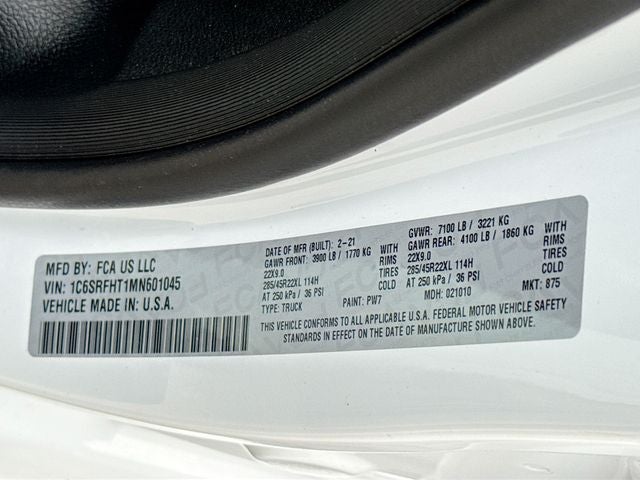 MFD BY: FCA US LLC
VIN: 1C6SRFHT1MN601045
VEHICLE MADE IN: U.S.A.
DATE OF MFR (BUILT): 2-21
GAWR FRONT: 3900 LB / 1770 KG
22X9.0 RIMS
285/45R22XL 114H TIRES
AT 250 kPa / 36 PSI COLD
TYPE: TRUCK PAINT: PW7
GVWR: 7100 LB / 3221 KG
GAWR REAR: 4100 LB / 1860 KG
22X9.0 RIMS
285/45R22XL 114H TIRES
AT 250 kPa / 36 PSI COLD
MDH: 021010 MKT: 875
THIS VEHICLE CONFORMS TO ALL APPLICABLE U.S.A. FEDERAL MOTOR VEHICLE SAFETY
STANDARDS IN EFFECT ON THE DATE OF MANUFACTURE SHOWN ABOVE.